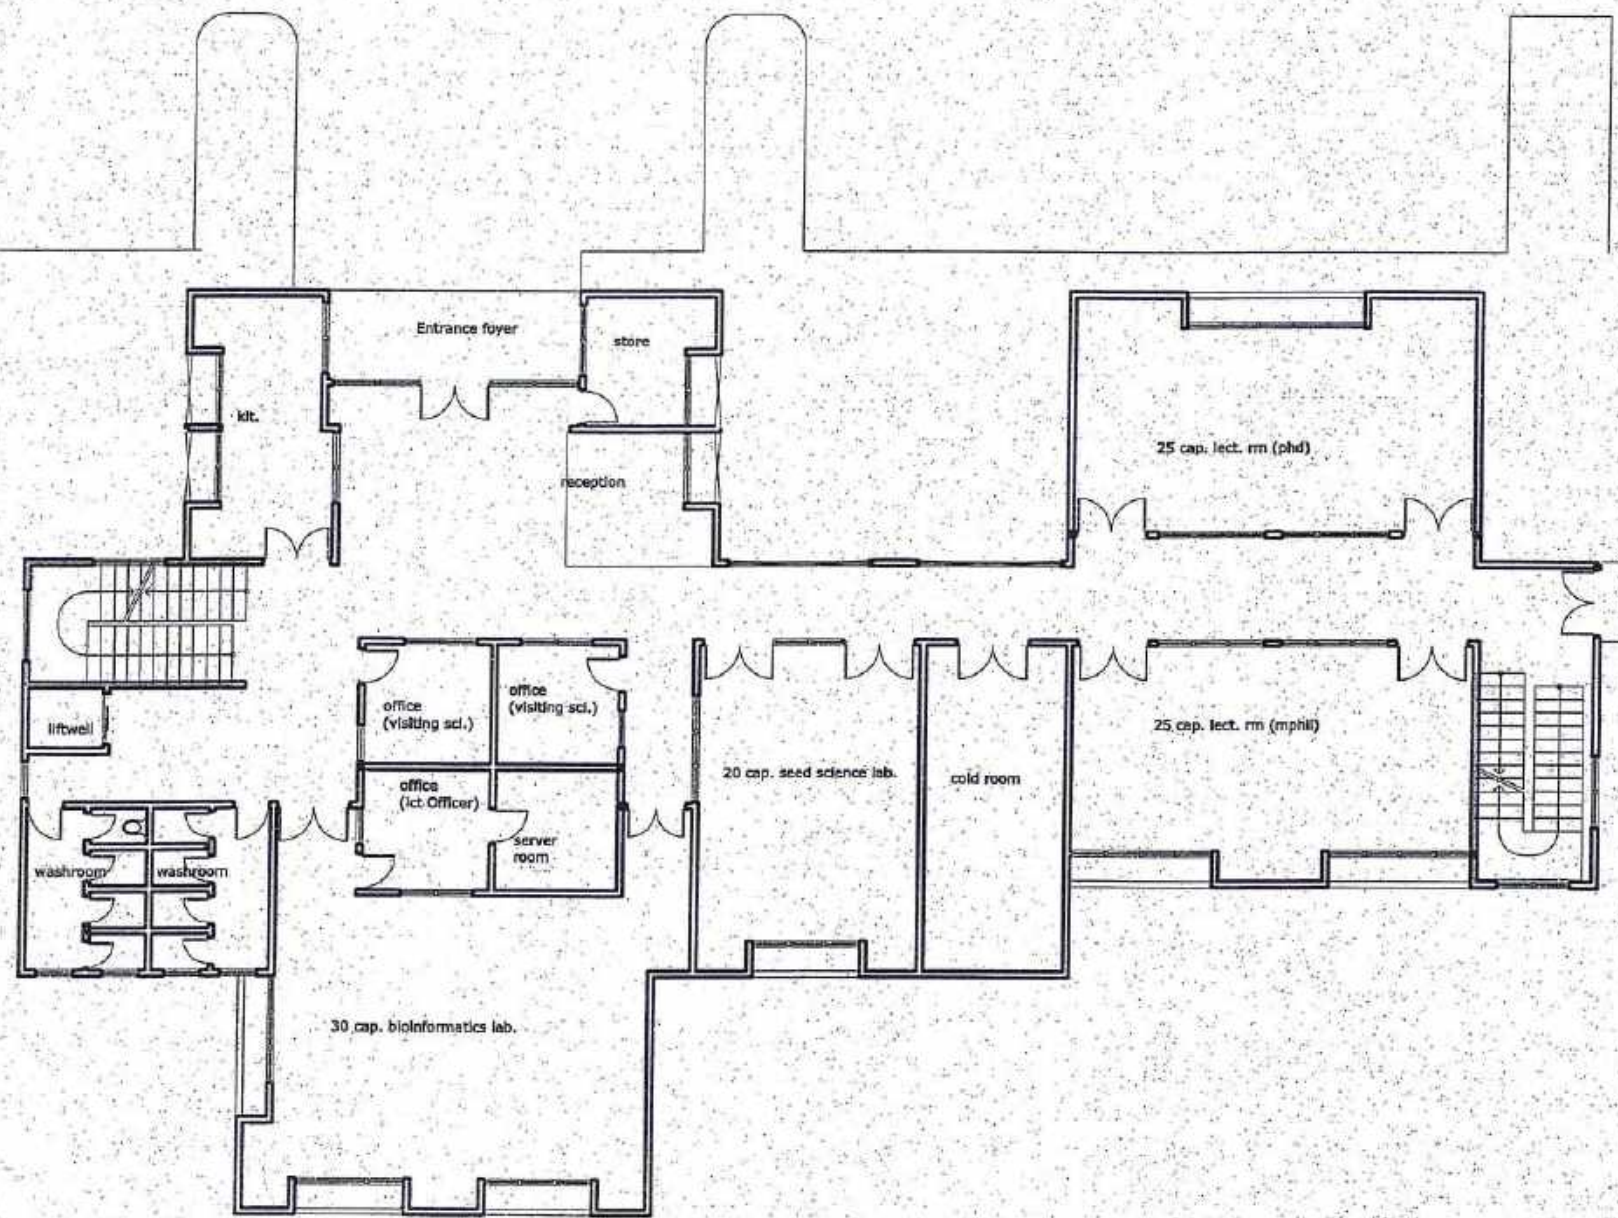 Entrance foyer
store
kit.
25 cap. lect. rm (phd)
reception
office
(visiting sci.)
office
(visiting sci.)
liftwell
25 cap. lect. rm (mphil)
20 cap. seed science lab.
cold room
office
(ict Officer)
server
room
washroom
washroom
30 cap. bioinformatics lab.